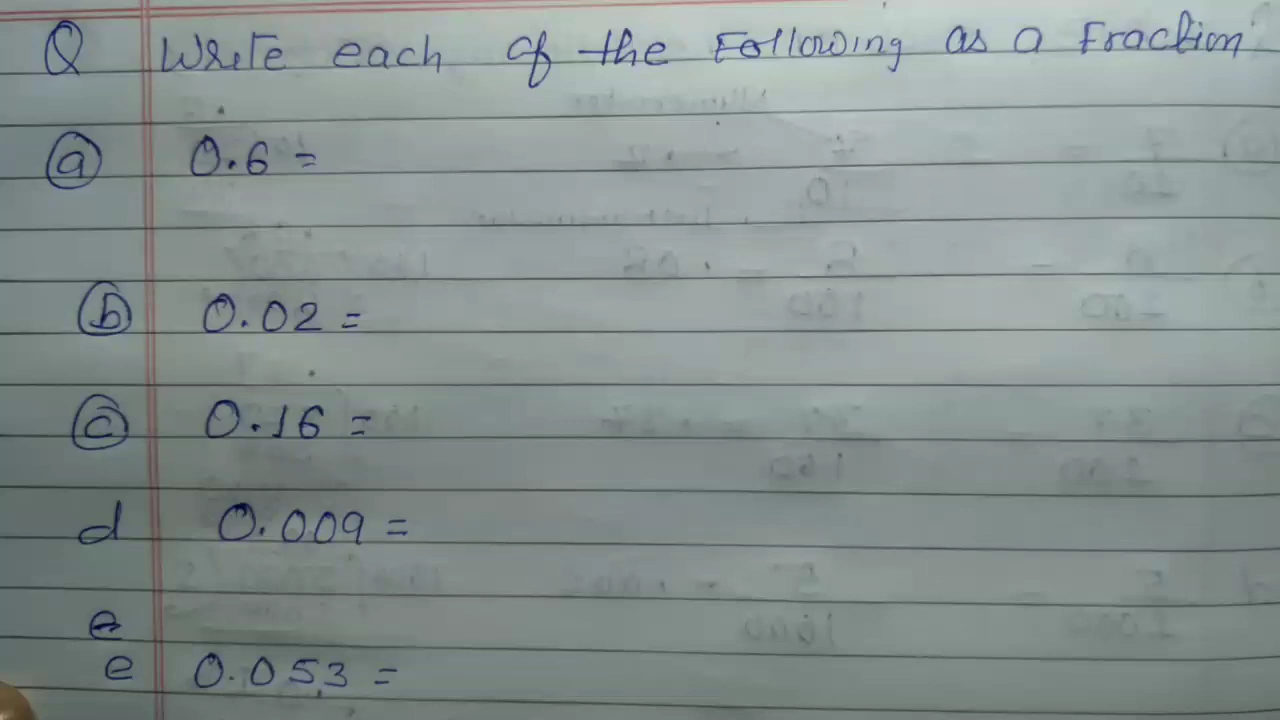 Q Write each of the Following as a Fraction
a 0.6 =
b 0.02 =
c 0.16 =
d 0.009 =
e
e 0.053 =